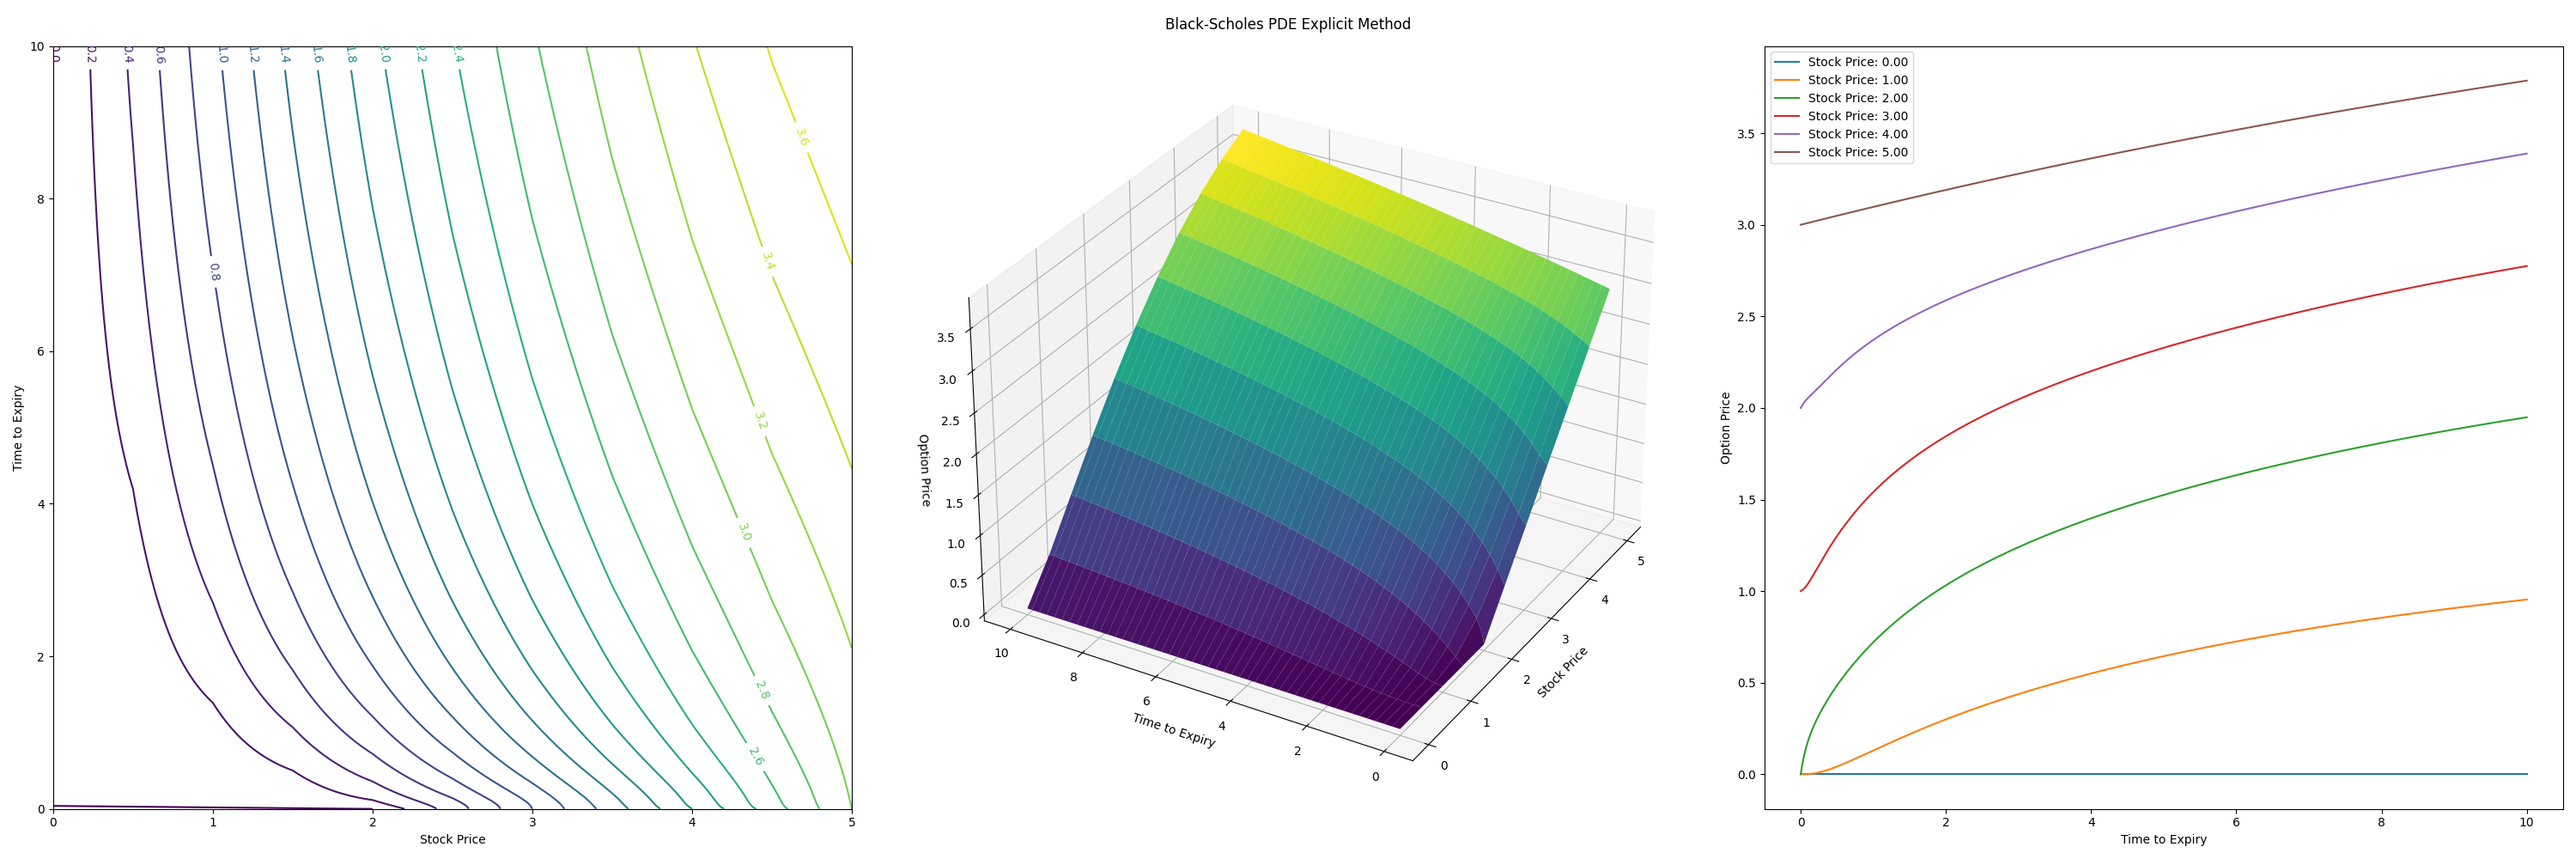 Black-Scholes PDE Explicit Method
10
8
6
4
2
0
Time to Expiry
0 1 2 3 4 5
Stock Price
0.0 0.2 0.4 0.6 1.0 1.2 1.4 1.6 1.8 2.0 2.2 2.4
0.8
3.6
3.4
3.2
3.0
2.8
2.6
3.5
3.0
2.5
2.0
1.5
1.0
0.5
0.0
Option Price
10
8
6
4
2
0
Time to Expiry
5
4
3
2
1
0
Stock Price
Stock Price: 0.00
Stock Price: 1.00
Stock Price: 2.00
Stock Price: 3.00
Stock Price: 4.00
Stock Price: 5.00
3.5
3.0
2.5
2.0
1.5
1.0
0.5
0.0
Option Price
0 2 4 6 8 10
Time to Expiry